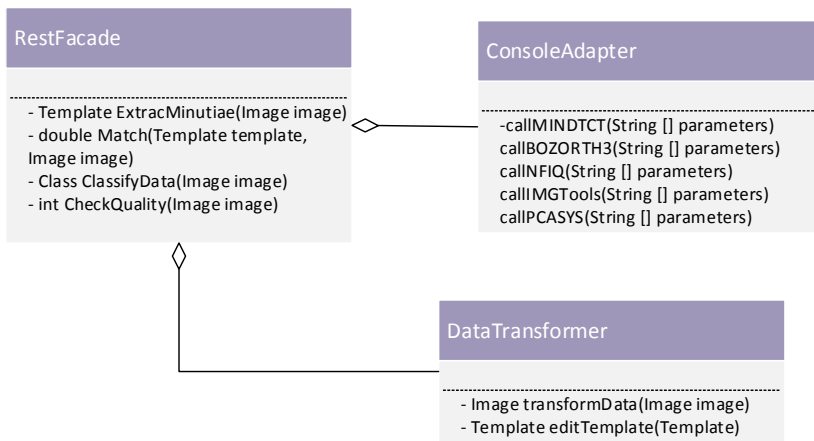 RestFacade
- Template ExtracMinutiae(Image image)
- double Match(Template template,
Image image)
- Class ClassifyData(Image image)
- int CheckQuality(Image image)
ConsoleAdapter
-callMINDTCT(String [] parameters)
callBOZORTH3(String [] parameters)
callNFIQ(String [] parameters)
callIMGTools(String [] parameters)
callPCASYS(String [] parameters)
DataTransformer
- Image transformData(Image image)
- Template editTemplate(Template)